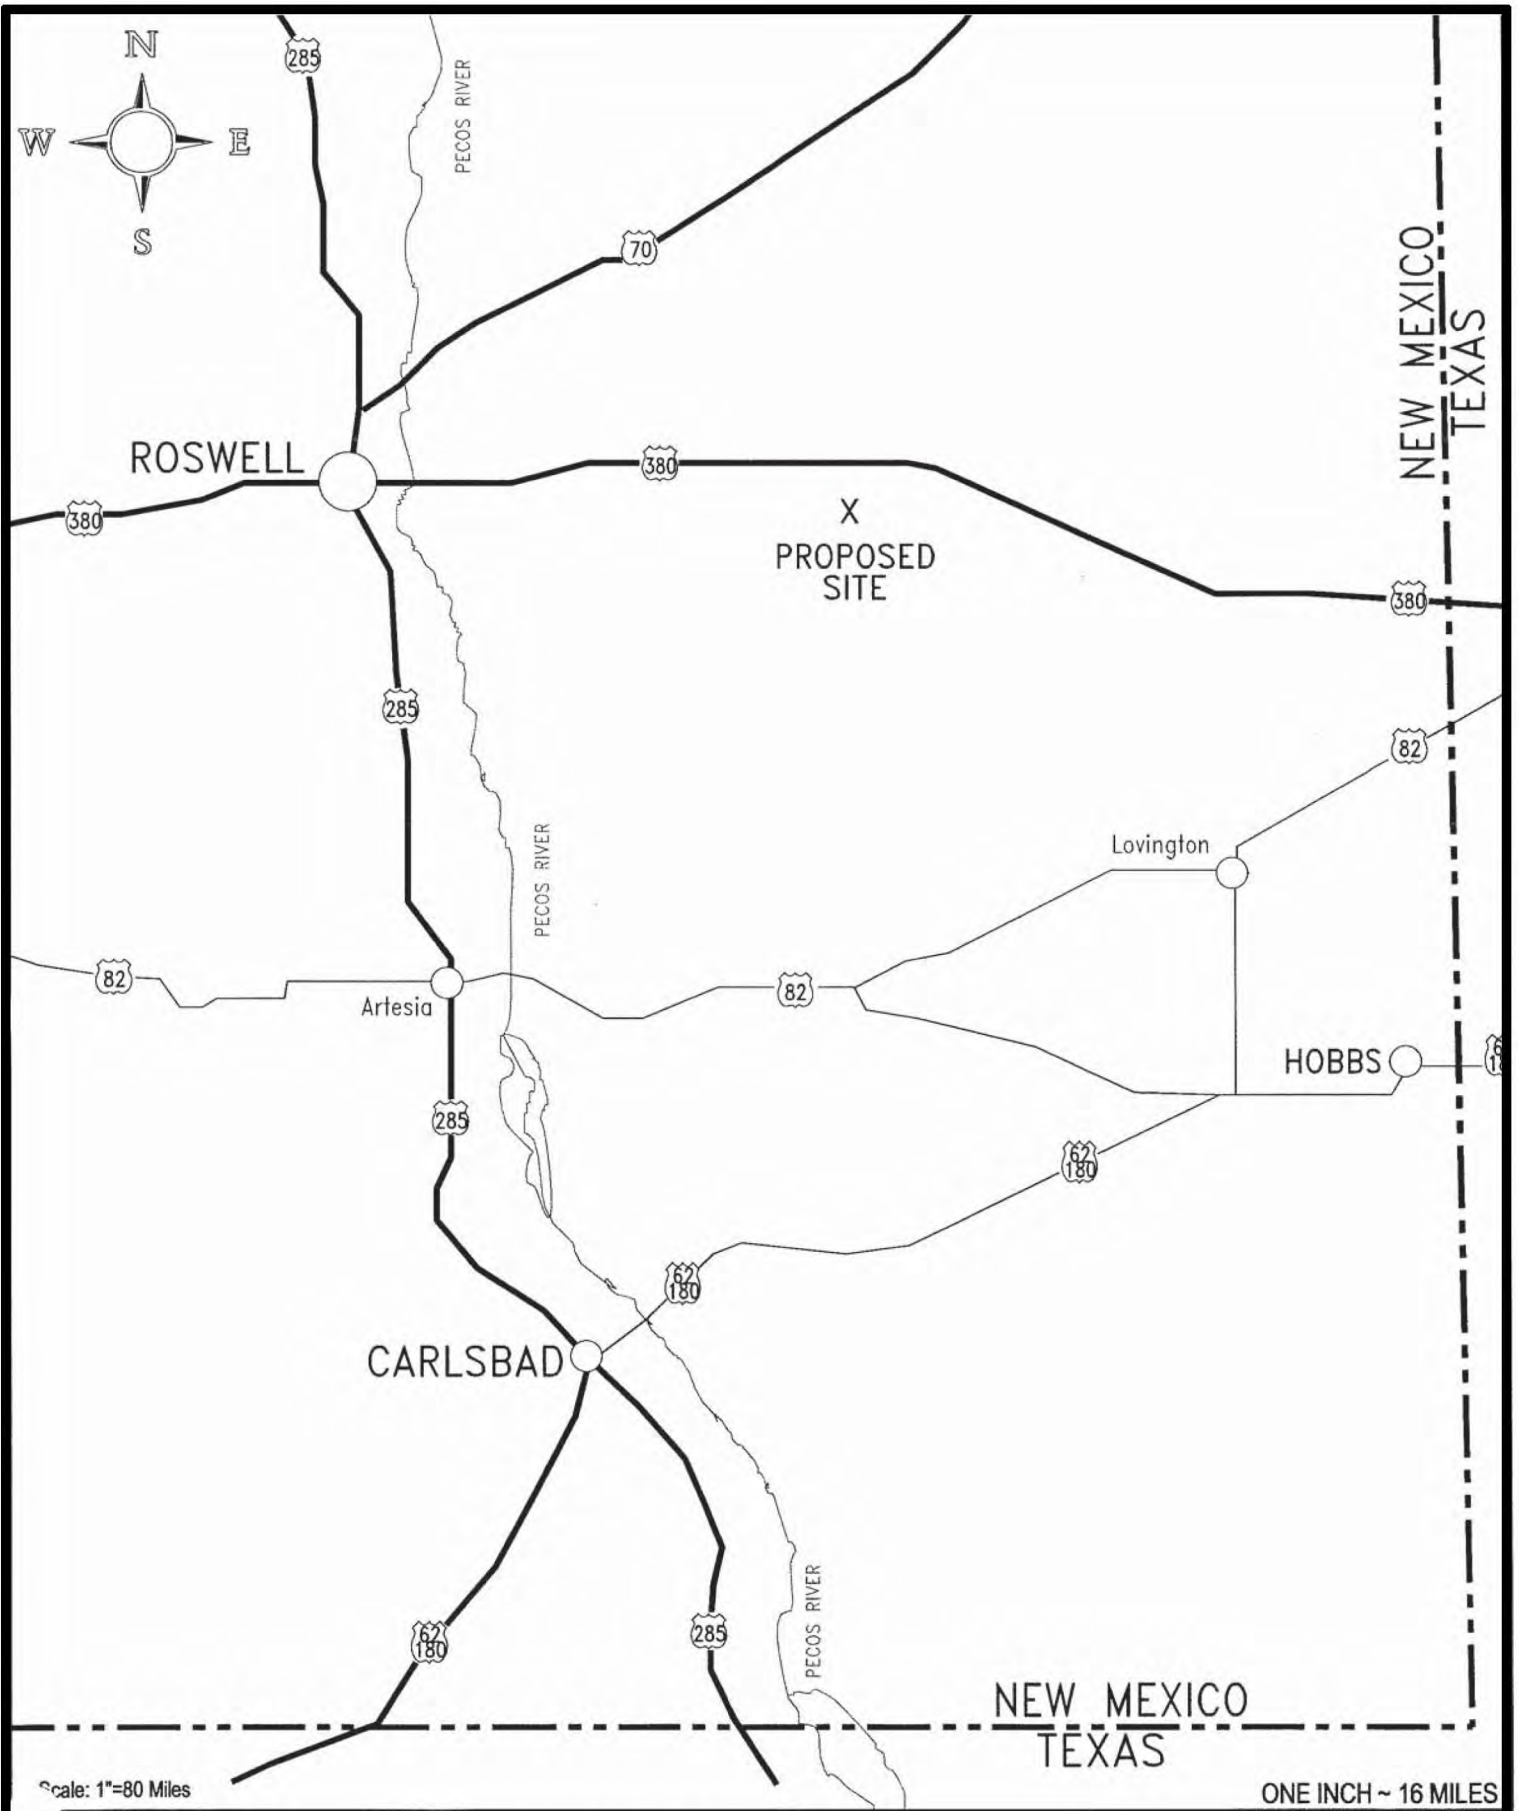 N
285
PECOS RIVER
W
E
S
70
NEW MEXICO
TEXAS
ROSWELL
380
380
X
PROPOSED
SITE
380
285
82
Lovington
PECOS RIVER
82
Artesia
82
HOBBS
285
62
180
62
180
CARLSBAD
62
180
285
PECOS RIVER
NEW MEXICO
TEXAS
cale: 1"=80 Miles
ONE INCH ~ 16 MILES